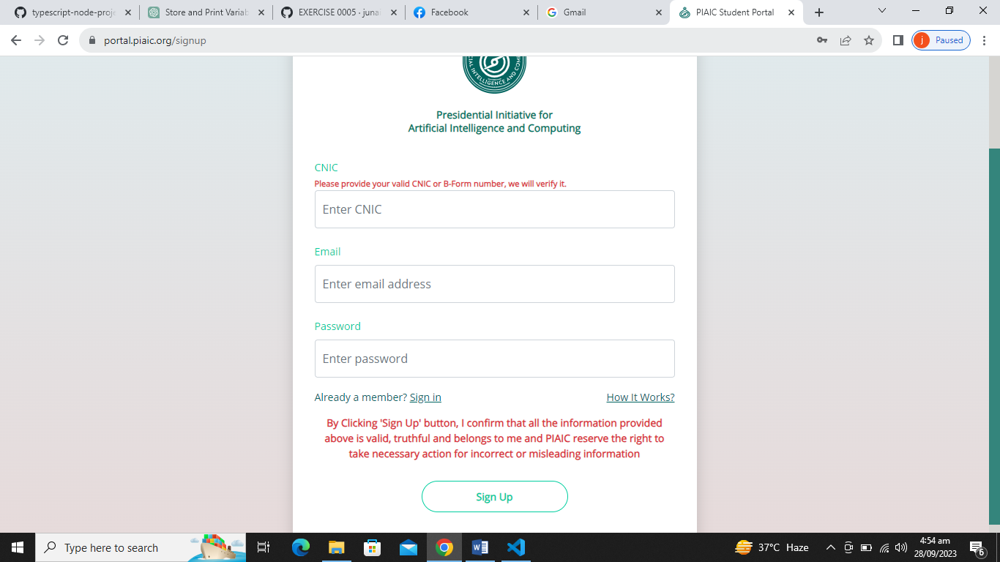 typescript-node-proje
Store and Print Variab
EXERCISE 0005 · juna
Facebook
Gmail
PIAIC Student Portal
portal.piaic.org/signup
j
Paused
Presidential Initiative for
Artificial Intelligence and Computing
CNIC
Please provide your valid CNIC or B-Form number, we will verify it.
Enter CNIC
Email
Enter email address
Password
Enter password
Already a member? Sign in
How It Works?
By Clicking 'Sign Up' button, I confirm that all the information provided
above is valid, truthful and belongs to me and PIAIC reserve the right to
take necessary action for incorrect or misleading information
Sign Up
Type here to search
37°C Haze
4:54 am
28/09/2023
6